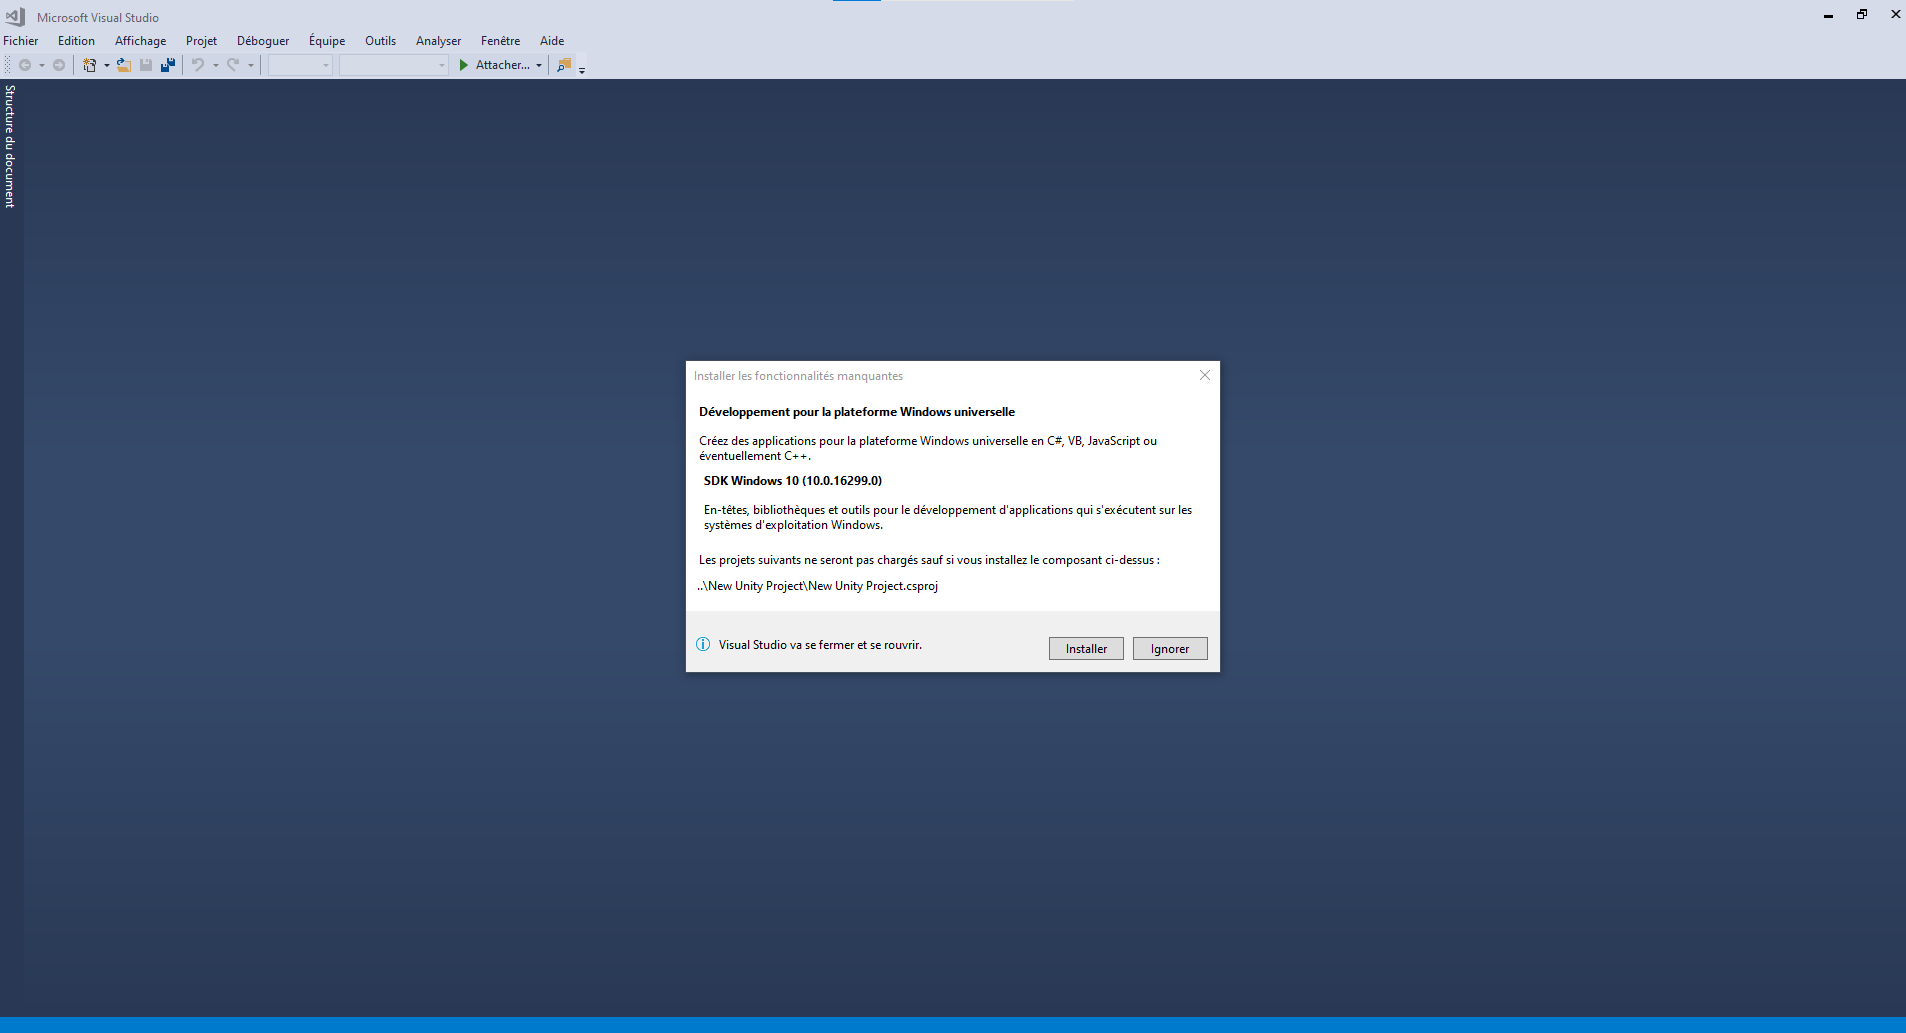 Microsoft Visual Studio
Fichier Edition Affichage Projet Déboguer Équipe Outils Analyser Fenêtre Aide
Attacher...
Structure du document
Installer les fonctionnalités manquantes
Développement pour la plateforme Windows universelle
Créez des applications pour la plateforme Windows universelle en C#, VB, JavaScript ou
éventuellement C++.
SDK Windows 10 (10.0.16299.0)
En-têtes, bibliothèques et outils pour le développement d'applications qui s'exécutent sur les
systèmes d'exploitation Windows.
Les projets suivants ne seront pas chargés sauf si vous installez le composant ci-dessus :
..\New Unity Project\New Unity Project.csproj
Visual Studio va se fermer et se rouvrir.
Installer Ignorer